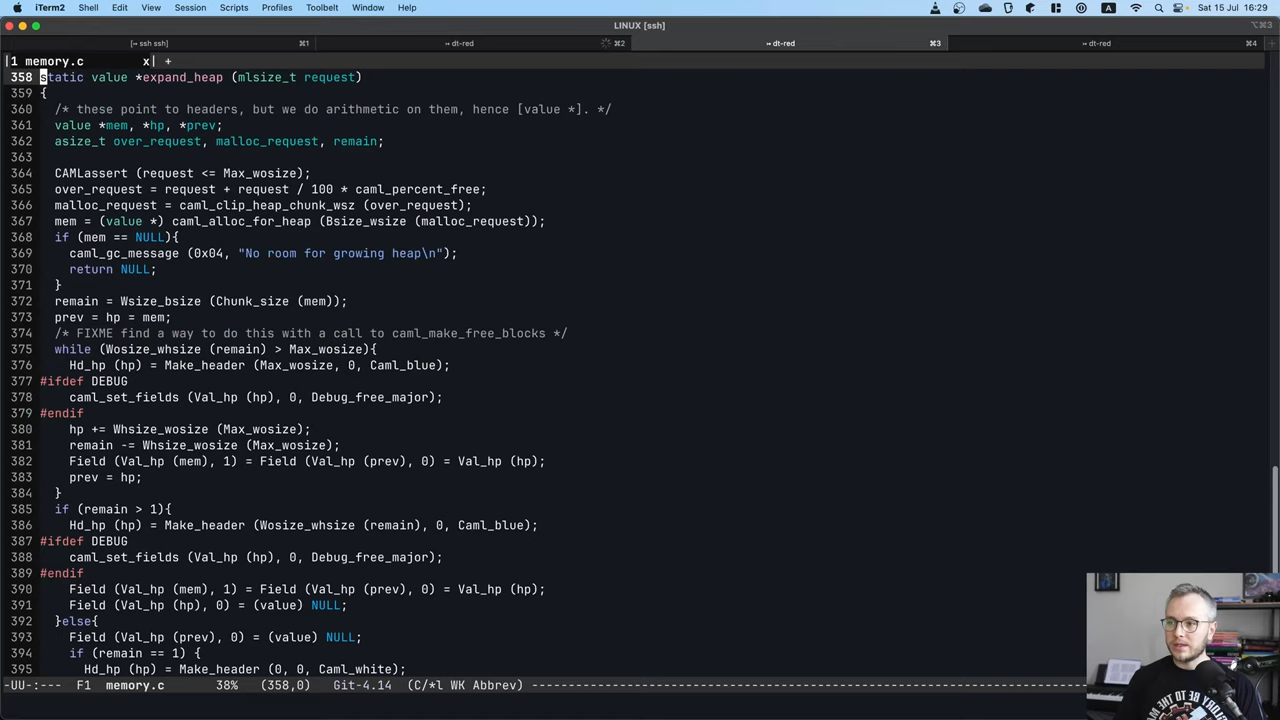 iTerm2 Shell Edit View Session Scripts Profiles Toolbelt Window Help Sat 15 Jul 16:29
LINUX [ssh] ⌥⌘3
[↔ ssh ssh] ⌘1 ↔ dt-red ⌘2 ↔ dt-red ⌘3 ↔ dt-red ⌘4
|1 memory.c x| +
358 static value *expand_heap (mlsize_t request)
359 {
360 /* these point to headers, but we do arithmetic on them, hence [value *]. */
361 value *mem, *hp, *prev;
362 asize_t over_request, malloc_request, remain;
363
364 CAMLassert (request <= Max_wosize);
365 over_request = request + request / 100 * caml_percent_free;
366 malloc_request = caml_clip_heap_chunk_wsz (over_request);
367 mem = (value *) caml_alloc_for_heap (Bsize_wsize (malloc_request));
368 if (mem == NULL){
369 caml_gc_message (0x04, "No room for growing heap\n");
370 return NULL;
371 }
372 remain = Wsize_bsize (Chunk_size (mem));
373 prev = hp = mem;
374 /* FIXME find a way to do this with a call to caml_make_free_blocks */
375 while (Wosize_whsize (remain) > Max_wosize){
376 Hd_hp (hp) = Make_header (Max_wosize, 0, Caml_blue);
377 #ifdef DEBUG
378 caml_set_fields (Val_hp (hp), 0, Debug_free_major);
379 #endif
380 hp += Whsize_wosize (Max_wosize);
381 remain -= Whsize_wosize (Max_wosize);
382 Field (Val_hp (mem), 1) = Field (Val_hp (prev), 0) = Val_hp (hp);
383 prev = hp;
384 }
385 if (remain > 1){
386 Hd_hp (hp) = Make_header (Wosize_whsize (remain), 0, Caml_blue);
387 #ifdef DEBUG
388 caml_set_fields (Val_hp (hp), 0, Debug_free_major);
389 #endif
390 Field (Val_hp (mem), 1) = Field (Val_hp (prev), 0) = Val_hp (hp);
391 Field (Val_hp (hp), 0) = (value) NULL;
392 }else{
393 Field (Val_hp (prev), 0) = (value) NULL;
394 if (remain == 1) {
395 Hd_hp (hp) = Make_header (0, 0, Caml_white);
-UU-:--- F1 memory.c 38% (358,0) Git-4.14 (C/*l WK Abbrev)